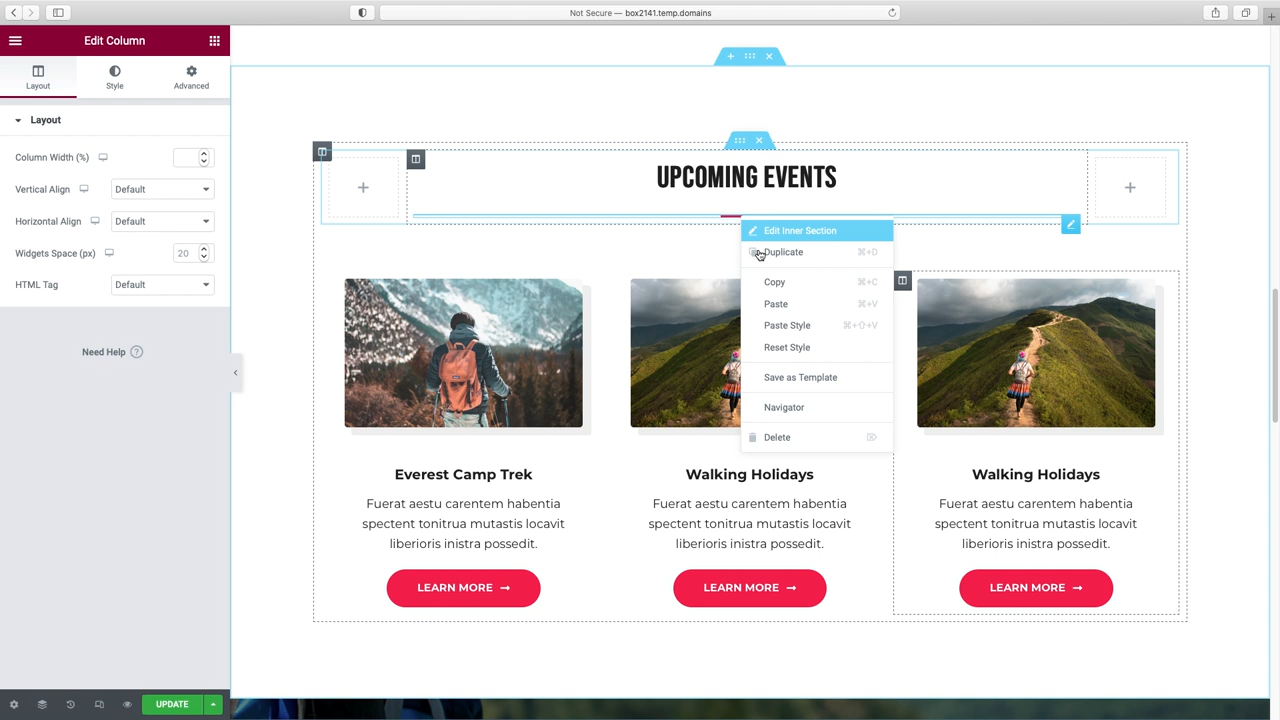 Not Secure — box2141.temp.domains
Edit Column
Layout
Style
Advanced
Layout
Column Width (%)
Vertical Align
Default
Horizontal Align
Default
Widgets Space (px)
20
HTML Tag
Default
Need Help
UPDATE
UPCOMING EVENTS
Edit Inner Section
Duplicate ⌘+D
Copy ⌘+C
Paste ⌘+V
Paste Style ⌘+⇧+V
Reset Style
Save as Template
Navigator
Delete ⌦
Everest Camp Trek
Fuerat aestu carentem habentia
spectent tonitrua mutastis locavit
liberioris inistra possedit.
LEARN MORE →
Walking Holidays
Fuerat aestu carentem habentia
spectent tonitrua mutastis locavit
liberioris inistra possedit.
LEARN MORE →
Walking Holidays
Fuerat aestu carentem habentia
spectent tonitrua mutastis locavit
liberioris inistra possedit.
LEARN MORE →